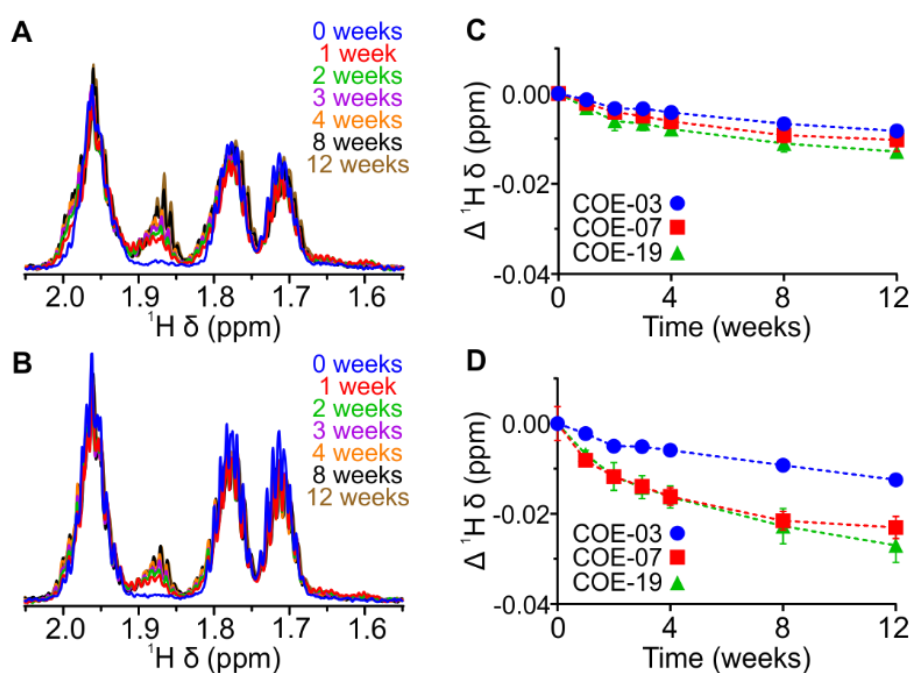 A
0 weeks
1 week
2 weeks
3 weeks
4 weeks
8 weeks
12 weeks
2.0 1.9 1.8 1.7 1.6
¹H δ (ppm)
B
0 weeks
1 week
2 weeks
3 weeks
4 weeks
8 weeks
12 weeks
2.0 1.9 1.8 1.7 1.6
¹H δ (ppm)
C
Δ ¹H δ (ppm)
0.00
-0.02
-0.04
COE-03
COE-07
COE-19
0 4 8 12
Time (weeks)
D
Δ ¹H δ (ppm)
0.00
-0.02
-0.04
COE-03
COE-07
COE-19
0 4 8 12
Time (weeks)